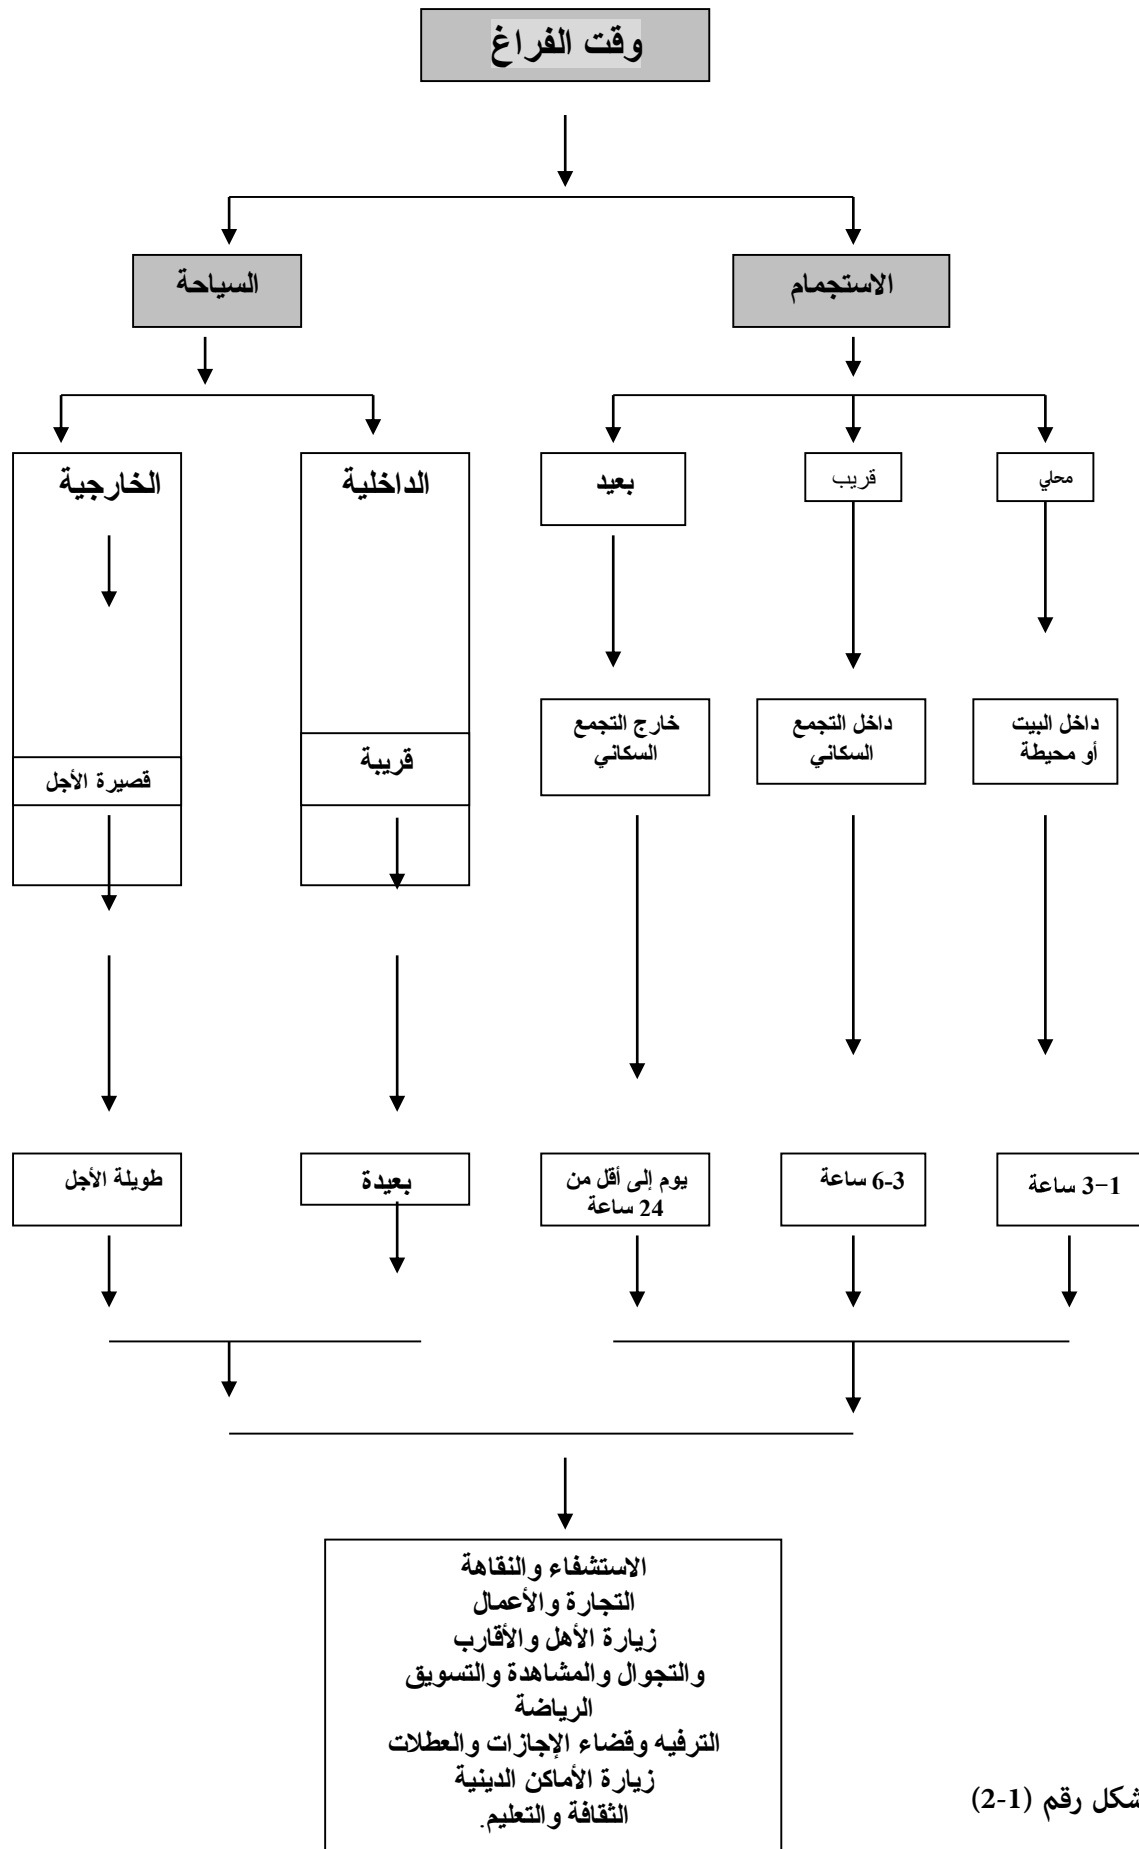 وقت الفراغ
الاستجمام
السياحة
محلي
قريب
بعيد
الداخلية
الخارجية
داخل البيت
أو محيطة
داخل التجمع
السكاني
خارج التجمع
السكاني
قريبة
قصيرة الأجل
1-3 ساعة
3-6 ساعة
يوم إلى أقل من
24 ساعة
بعيدة
طويلة الأجل
الاستشفاء والنقاهة
التجارة والأعمال
زيارة الأهل والأقارب
والتجوال والمشاهدة والتسويق
الرياضة
الترفيه وقضاء الإجازات والعطلات
زيارة الأماكن الدينية
الثقافة والتعليم.
شكل رقم (1-2)